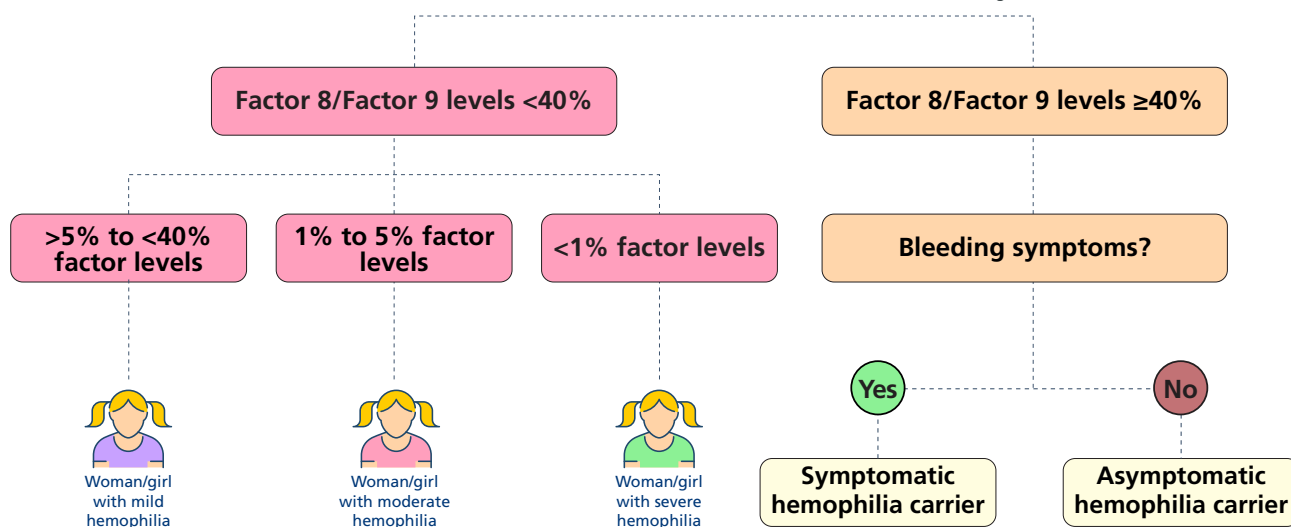 Factor 8/Factor 9 levels <40%
Factor 8/Factor 9 levels ≥40%
>5% to <40%
factor levels
1% to 5% factor
levels
<1% factor levels
Bleeding symptoms?
Yes
No
Woman/girl
with mild
hemophilia
Woman/girl
with moderate
hemophilia
Woman/girl
with severe
hemophilia
Symptomatic
hemophilia carrier
Asymptomatic
hemophilia carrier